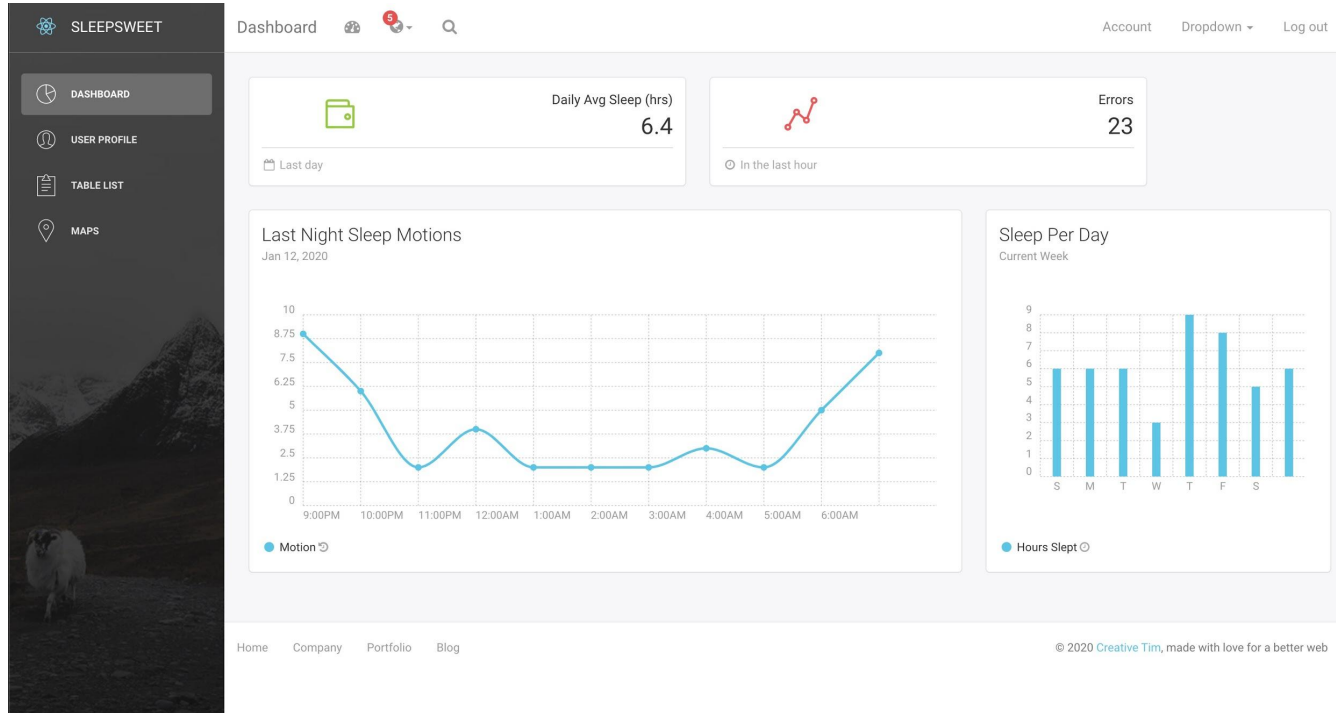 SLEEPSWEET
Dashboard 5 Account Dropdown Log out
DASHBOARD
USER PROFILE
TABLE LIST
MAPS
Daily Avg Sleep (hrs)
6.4
Last day
Errors
23
In the last hour
Last Night Sleep Motions
Jan 12, 2020
10
8.75
7.5
6.25
5
3.75
2.5
1.25
0
9:00PM 10:00PM 11:00PM 12:00AM 1:00AM 2:00AM 3:00AM 4:00AM 5:00AM 6:00AM
Motion
Sleep Per Day
Current Week
9
8
7
6
5
4
3
2
1
0
S M T W T F S
Hours Slept
Home Company Portfolio Blog
© 2020 Creative Tim, made with love for a better web